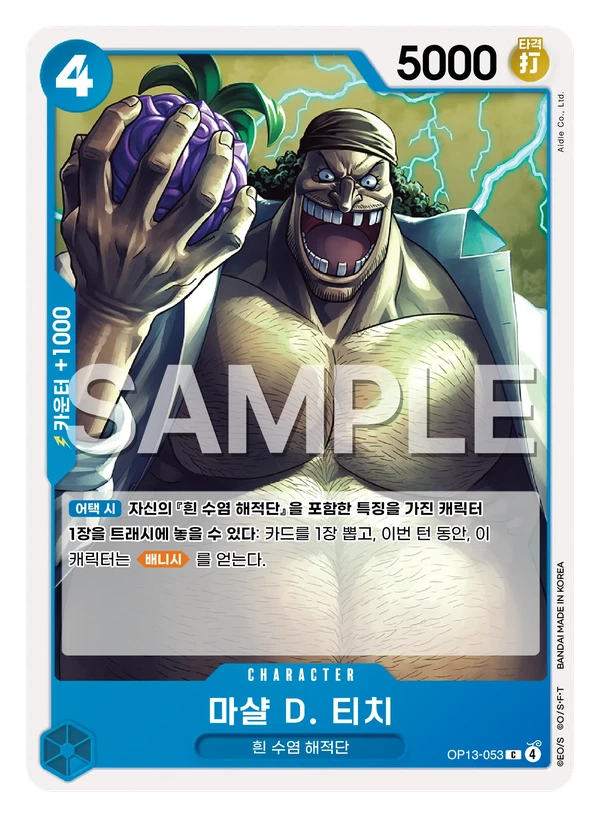 4
5000
타격
打
Aidle Co., Ltd.
카운터 +1000
SAMPLE
어택 시 자신의 『흰 수염 해적단』을 포함한 특징을 가진 캐릭터
1장을 트래시에 놓을 수 있다: 카드를 1장 뽑고, 이번 턴 동안, 이
캐릭터는 배니시 를 얻는다.
CHARACTER
마샬 D. 티치
흰 수염 해적단
OP13-053 C 4
BANDAI MADE IN KOREA
©EO/S ©O/S·F·T